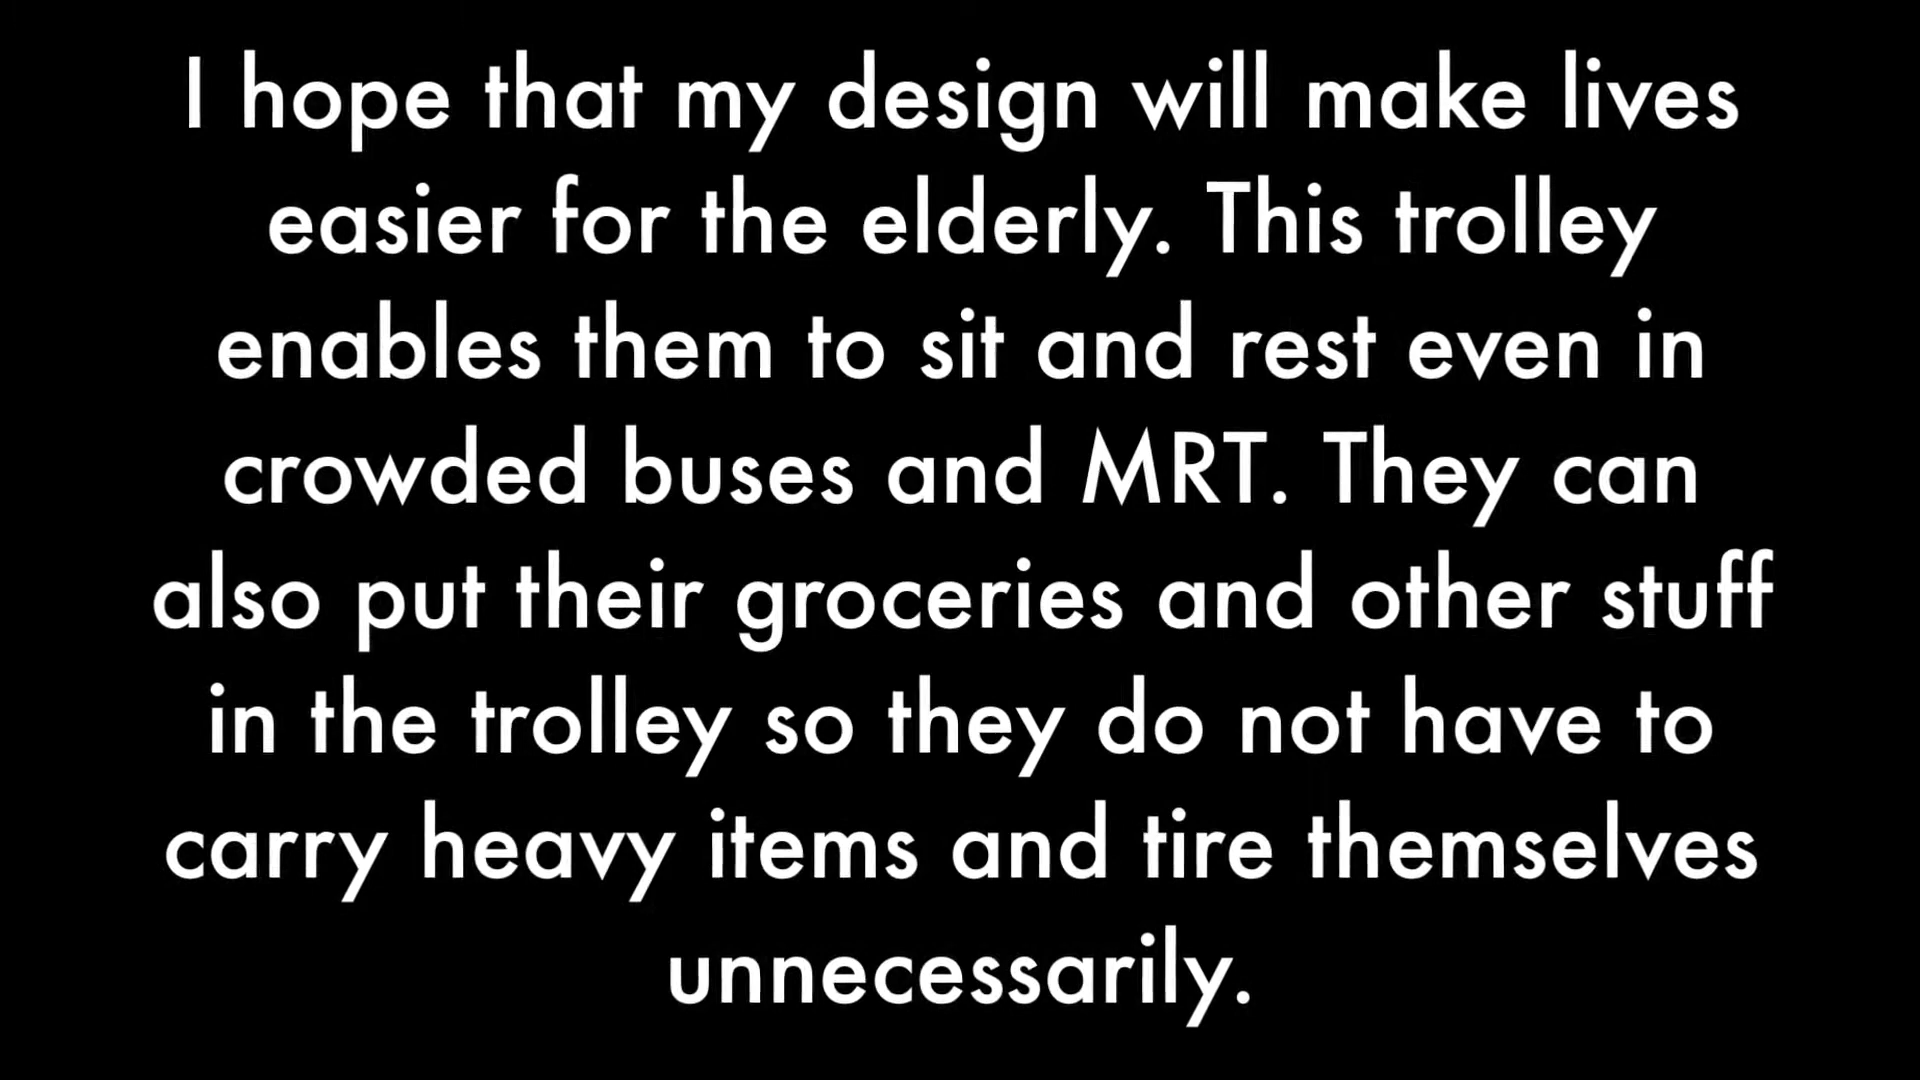 I hope that my design will make lives
easier for the elderly. This trolley
enables them to sit and rest even in
crowded buses and MRT. They can
also put their groceries and other stuff
in the trolley so they do not have to
carry heavy items and tire themselves
unnecessarily.